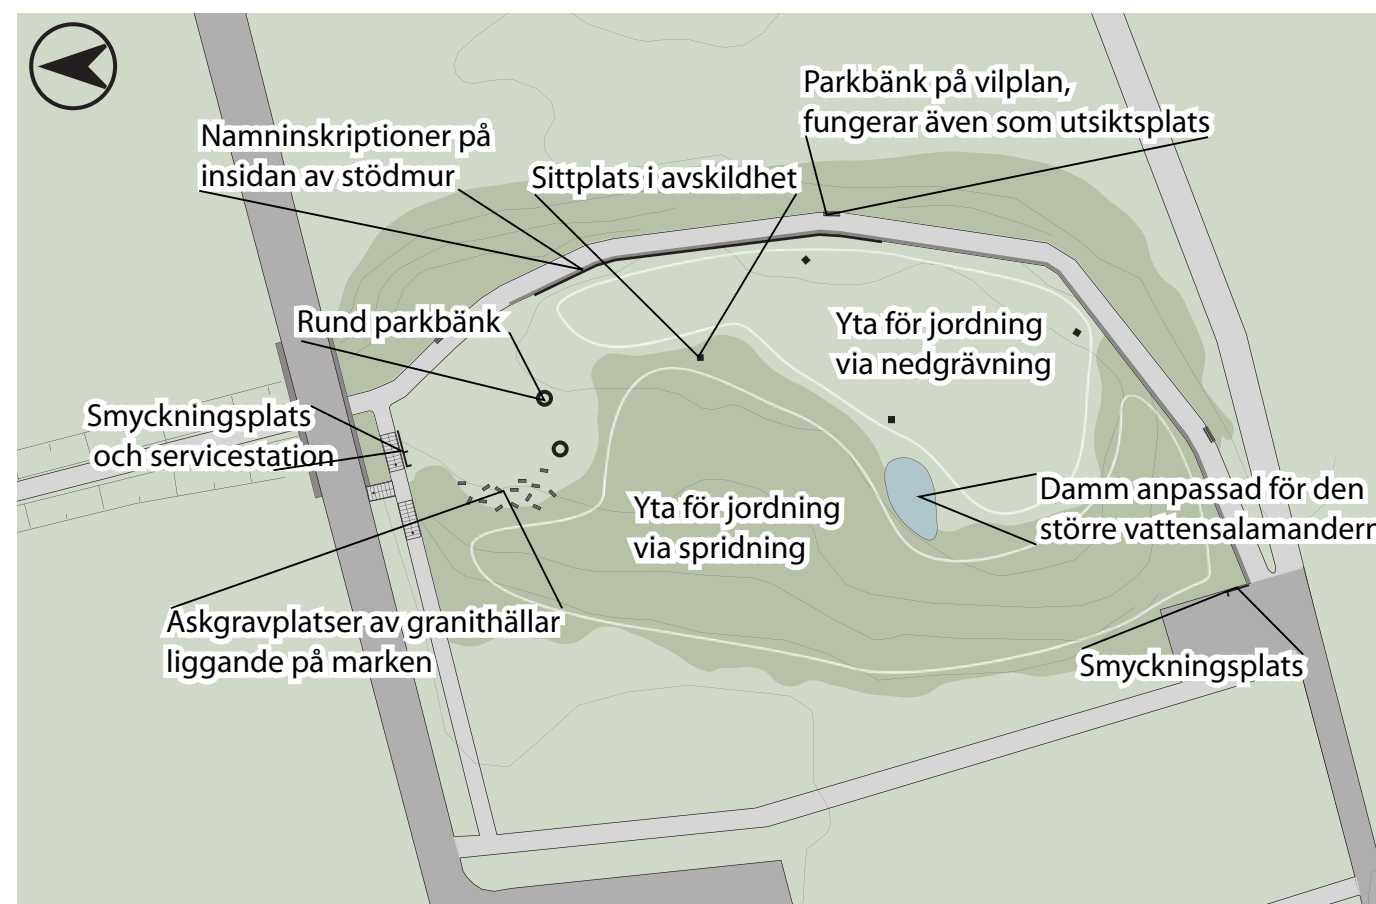 Parkbänk på vilplan,
fungerar även som utsiktsplats
Namninskriptioner på
insidan av stödmur
Sittplats i avskildhet
Rund parkbänk
Yta för jordning
via nedgrävning
Smyckningsplats
och servicestation
Damm anpassad för den
större vattensalamandern
Yta för jordning
via spridning
Askgravplatser av granithällar
liggande på marken
Smyckningsplats